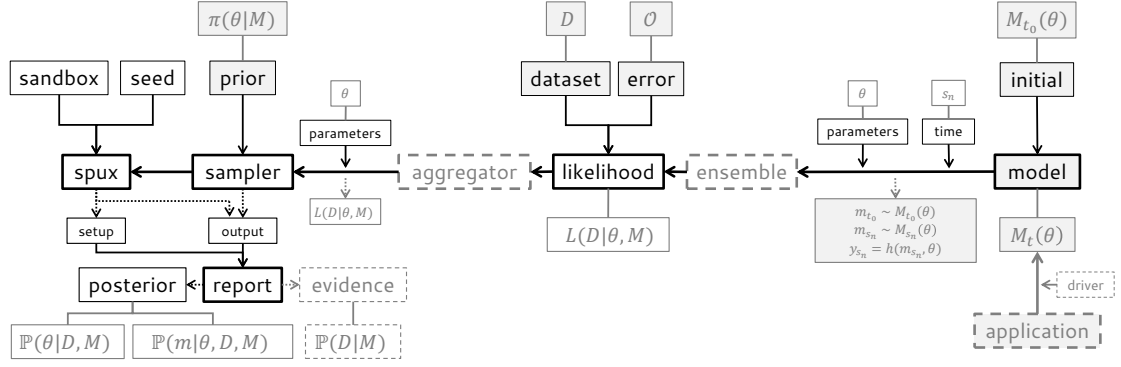 π(θ|M)
D
𝒪
M_{t_0}(θ)
sandbox
seed
prior
dataset
error
initial
θ
θ
s_n
parameters
parameters
time
spux
sampler
aggregator
likelihood
ensemble
model
L(D|θ, M)
setup
output
L(D|θ, M)
m_{t_0} ~ M_{t_0}(θ)
m_{s_n} ~ M_{s_n}(θ)
y_{s_n} = h(m_{s_n}, θ)
M_t(θ)
posterior
report
evidence
driver
ℙ(θ|D, M)
ℙ(m|θ, D, M)
ℙ(D|M)
application